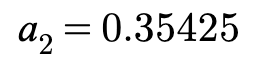 a₂ = 0.35425